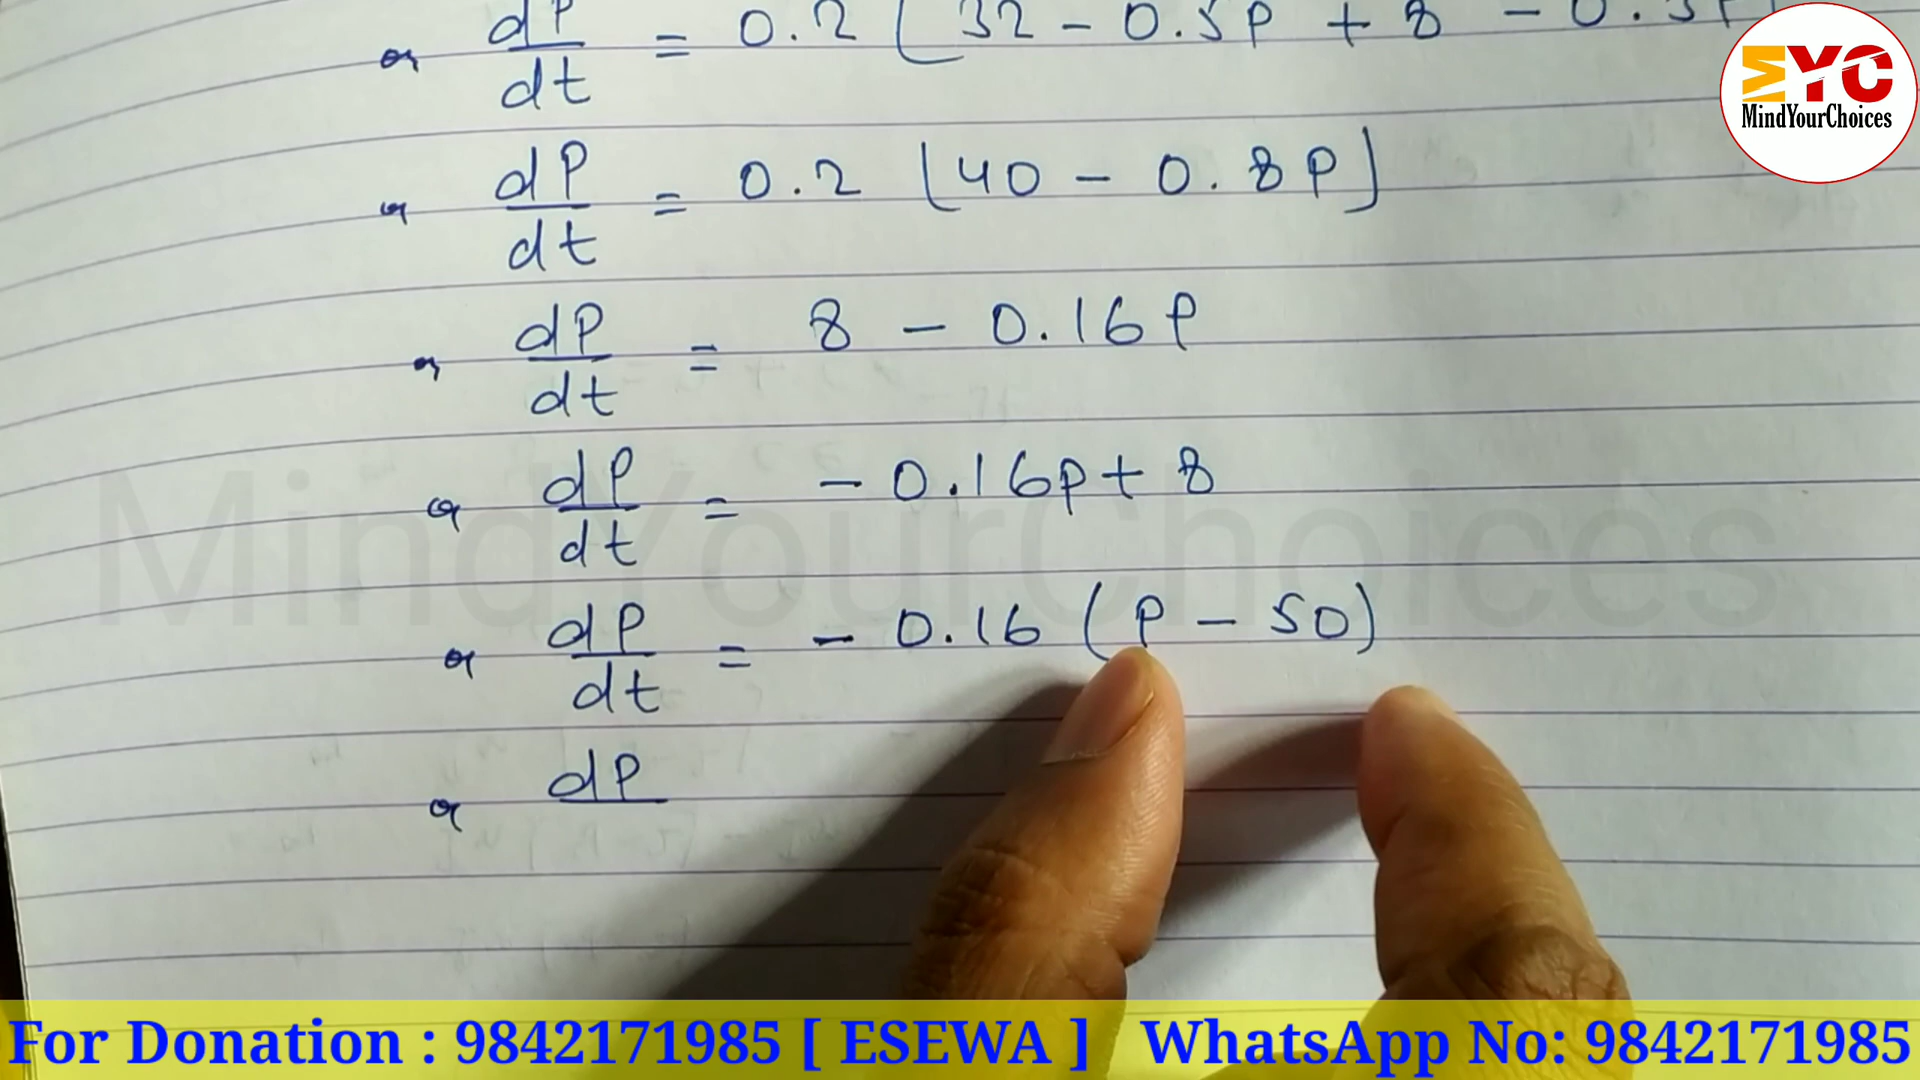 or dP/dt = 0.2 [32 - 0.5P + 8 - 0.3P]
MYC
MindYourChoices
or dP/dt = 0.2 [40 - 0.8P]
or dP/dt = 8 - 0.16P
or dP/dt = - 0.16P + 8
MindYourChoices
or dP/dt = - 0.16 (P - 50)
or dP
For Donation : 9842171985 [ ESEWA ] WhatsApp No: 9842171985